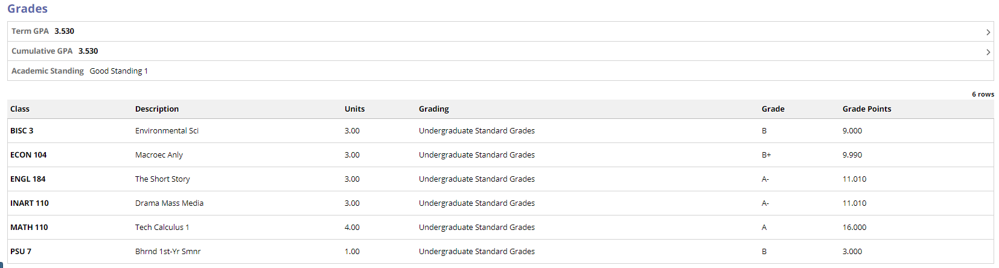 Grades
Term GPA 3.530
Cumulative GPA 3.530
Academic Standing Good Standing 1
6 rows
Class Description Units Grading Grade Grade Points
BISC 3 Environmental Sci 3.00 Undergraduate Standard Grades B 9.000
ECON 104 Macroec Anly 3.00 Undergraduate Standard Grades B+ 9.990
ENGL 184 The Short Story 3.00 Undergraduate Standard Grades A- 11.010
INART 110 Drama Mass Media 3.00 Undergraduate Standard Grades A- 11.010
MATH 110 Tech Calculus 1 4.00 Undergraduate Standard Grades A 16.000
PSU 7 Bhrnd 1st-Yr Smnr 1.00 Undergraduate Standard Grades B 3.000